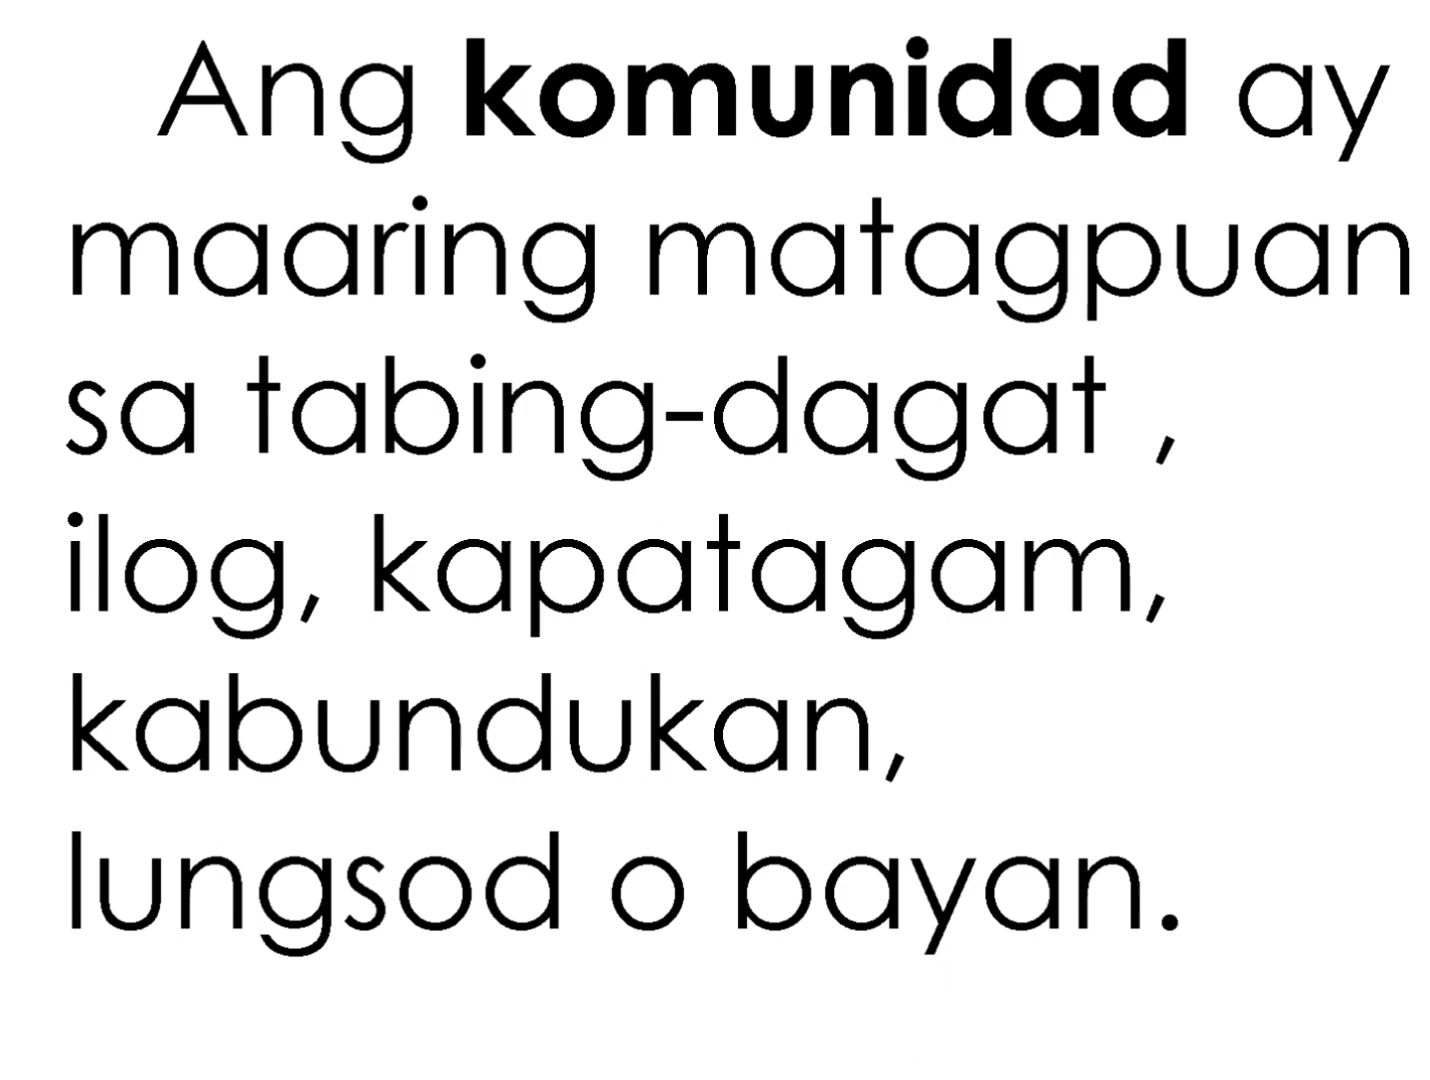 Ang komunidad ay
maaring matagpuan
sa tabing-dagat ,
ilog, kapatagam,
kabundukan,
lungsod o bayan.